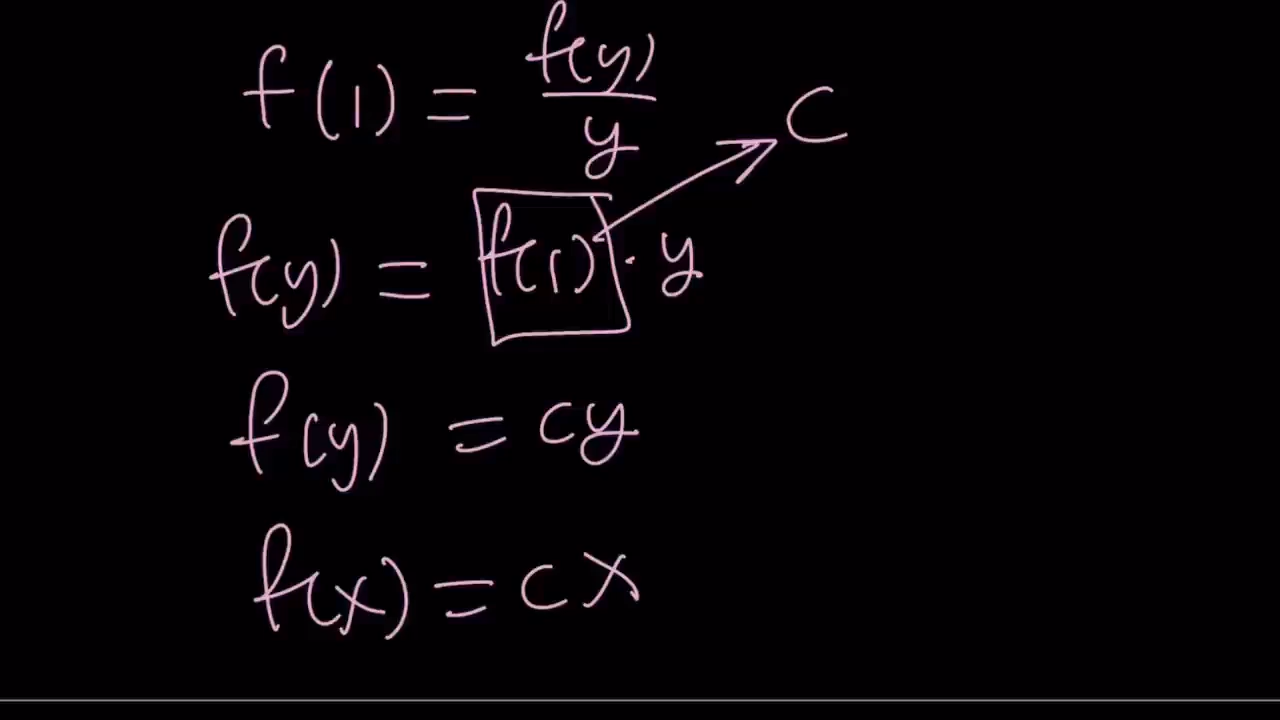 f(1) = f(y)/y
C
f(y) = f(1) · y
f(y) = cy
f(x) = cx